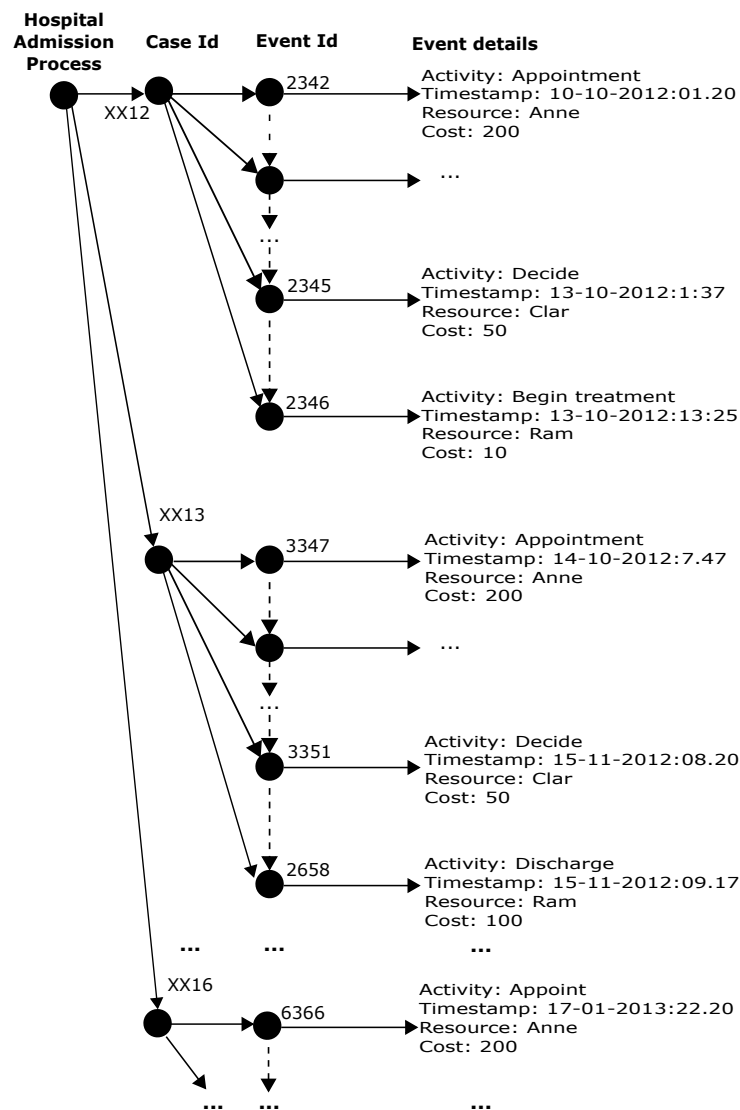 Hospital
Admission
Process
Case Id
Event Id
Event details
XX12
2342
Activity: Appointment
Timestamp: 10-10-2012:01.20
Resource: Anne
Cost: 200
...
...
2345
Activity: Decide
Timestamp: 13-10-2012:1:37
Resource: Clar
Cost: 50
2346
Activity: Begin treatment
Timestamp: 13-10-2012:13:25
Resource: Ram
Cost: 10
XX13
3347
Activity: Appointment
Timestamp: 14-10-2012:7.47
Resource: Anne
Cost: 200
...
...
3351
Activity: Decide
Timestamp: 15-11-2012:08.20
Resource: Clar
Cost: 50
2658
Activity: Discharge
Timestamp: 15-11-2012:09.17
Resource: Ram
Cost: 100
... ... ...
XX16
6366
Activity: Appoint
Timestamp: 17-01-2013:22.20
Resource: Anne
Cost: 200
... ... ...